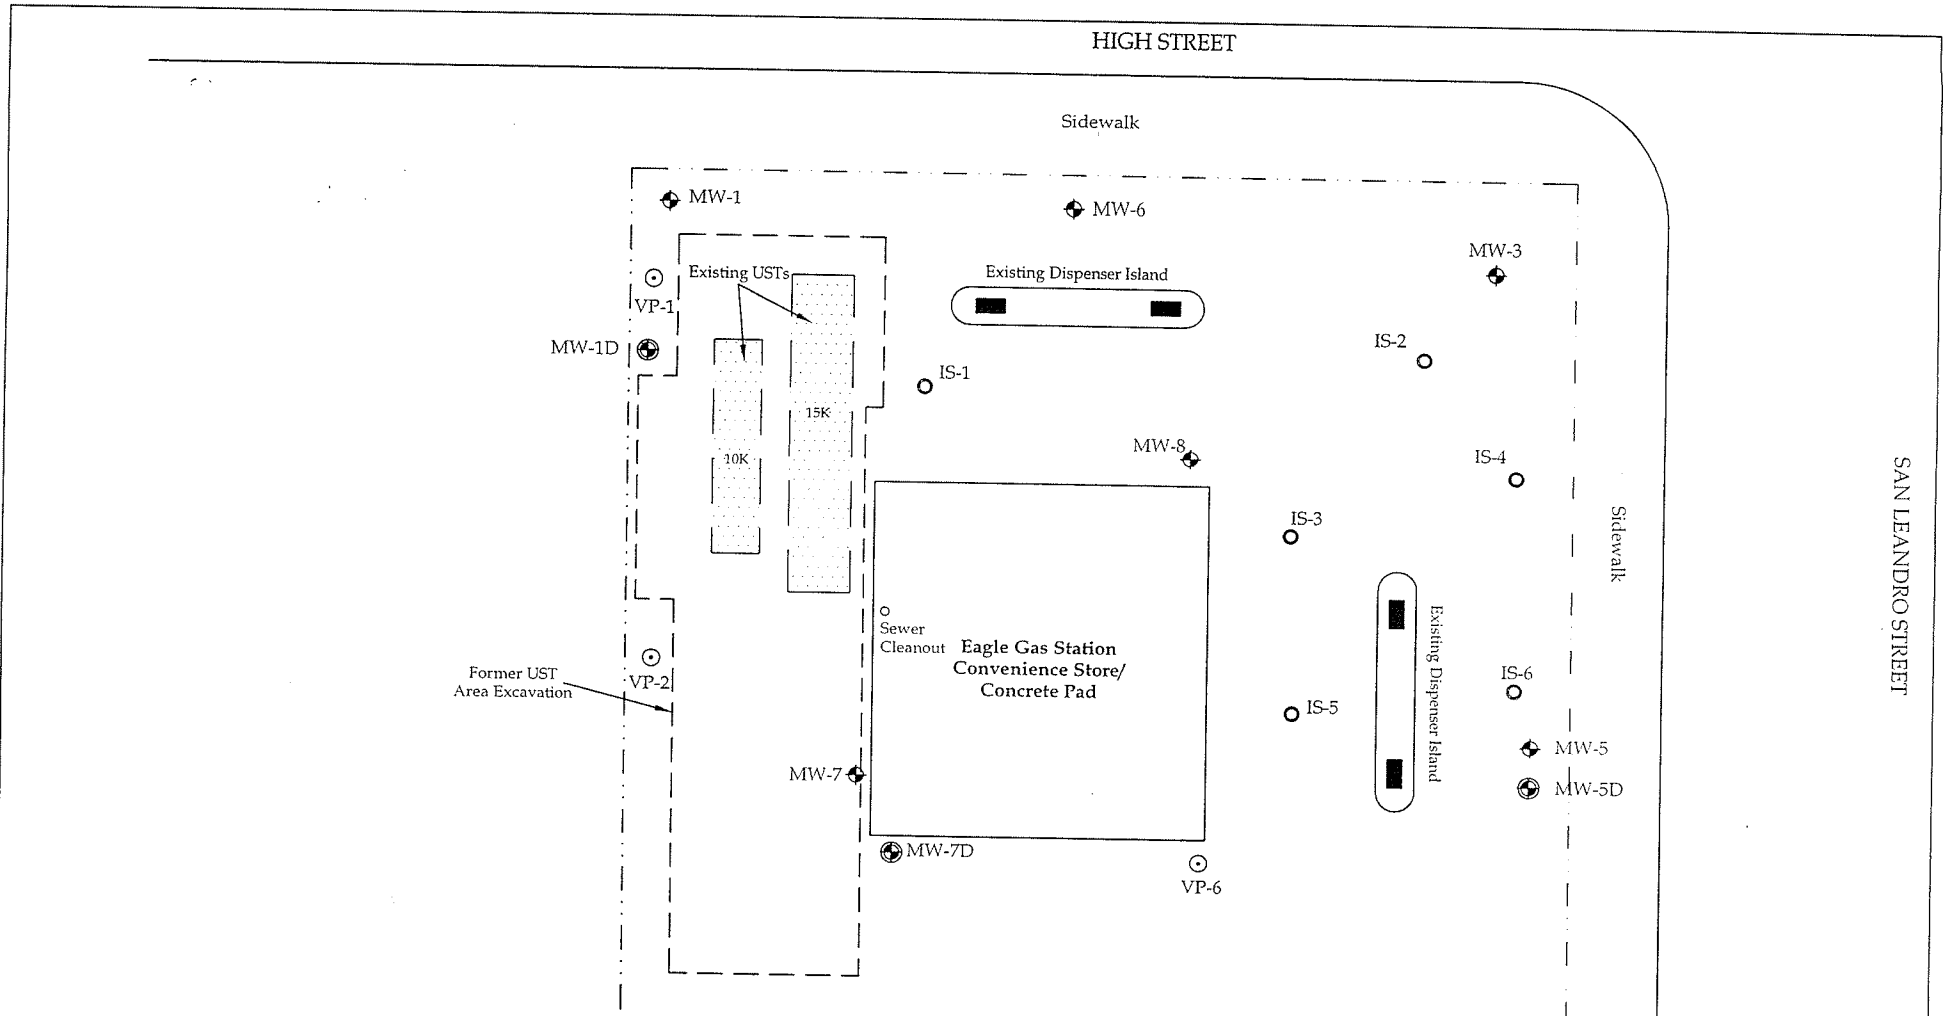 HIGH STREET
Sidewalk
MW-1
MW-6
MW-3
Existing USTs
Existing Dispenser Island
VP-1
MW-1D
IS-2
IS-1
15K
MW-8
10K
IS-4
IS-3
Sidewalk
SAN LEANDRO STREET
Sewer
Cleanout
Eagle Gas Station
Convenience Store/
Concrete Pad
Existing Dispenser Island
Former UST
Area Excavation
VP-2
IS-6
IS-5
MW-5
MW-7
MW-5D
MW-7D
VP-6